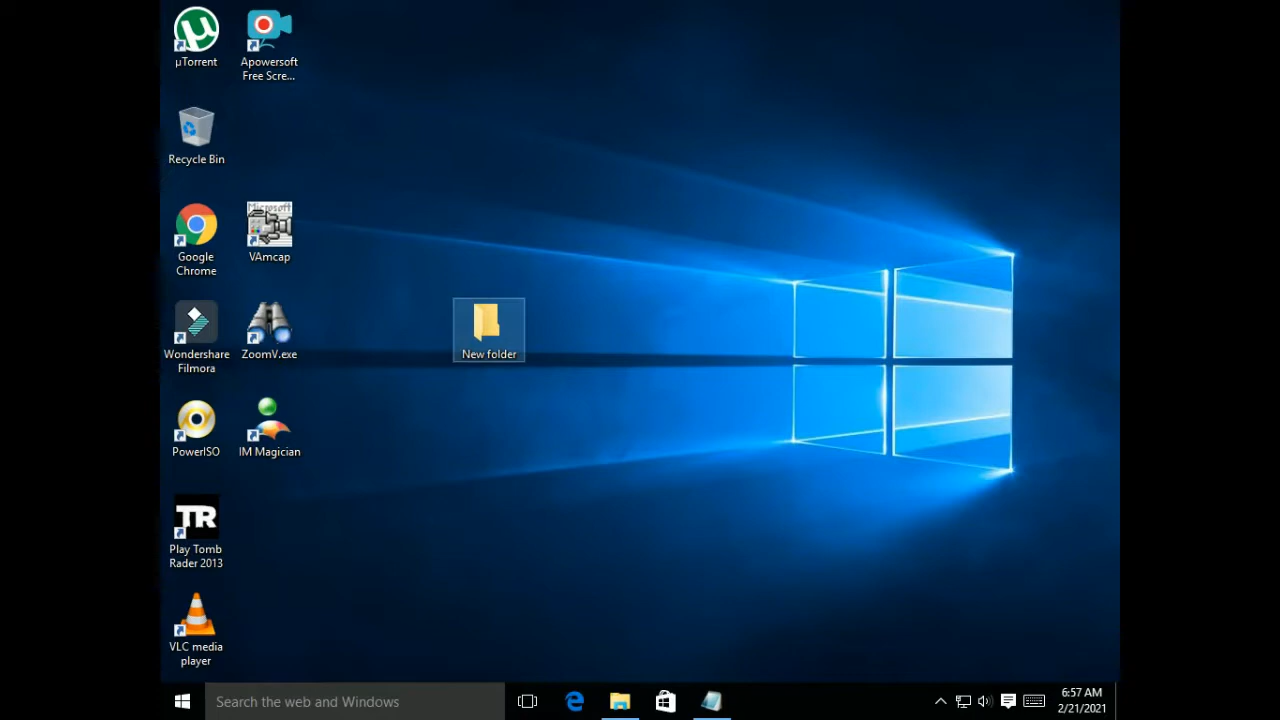 µTorrent
Apowersoft
Free Scre...
Recycle Bin
Google
Chrome
Microsoft
VAmcap
Wondershare
Filmora
ZoomV.exe
New folder
PowerISO
IM Magician
TR
Play Tomb
Rader 2013
VLC media
player
Search the web and Windows
6:57 AM
2/21/2021